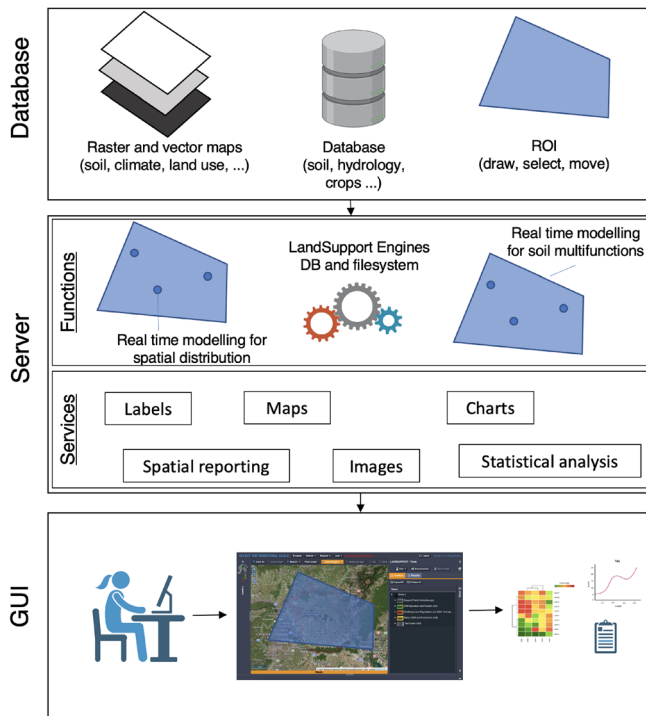 Database
Raster and vector maps
(soil, climate, land use, ...)
Database
(soil, hydrology,
crops ...)
ROI
(draw, select, move)
Server
Functions
Real time modelling for
spatial distribution
LandSupport Engines
DB and filesystem
Real time modelling
for soil multifunctions
Services
Labels
Maps
Charts
Spatial reporting
Images
Statistical analysis
GUI